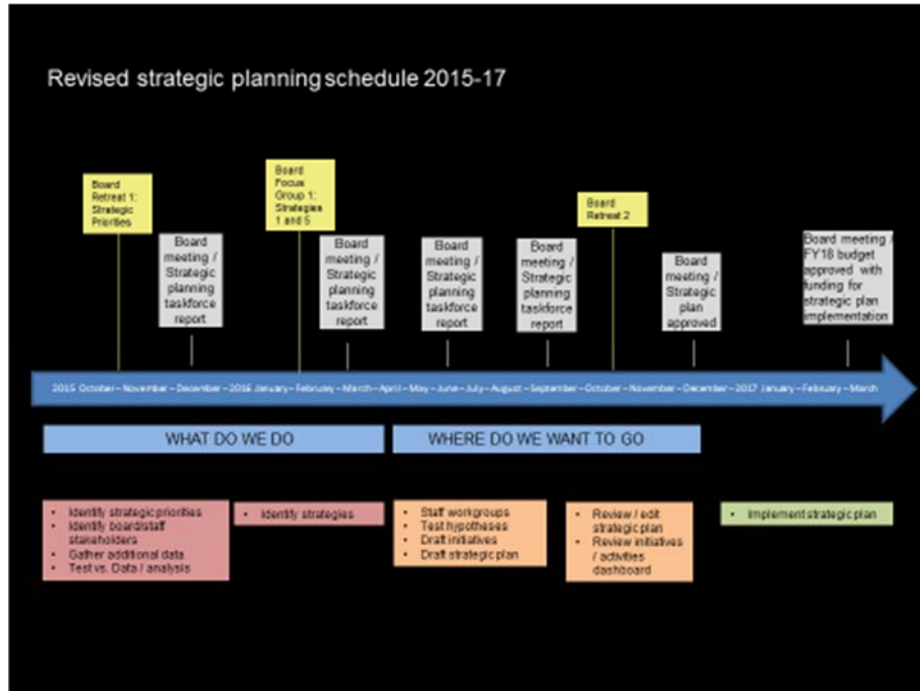 Revised strategic planning schedule 2015-17
Board
Retreat 1:
Strategic
Priorities
Board
meeting /
Strategic
planning
taskforce
report
Board
Focus
Group 1:
Strategies
1 and 5
Board
meeting /
Strategic
planning
taskforce
report
Board
meeting /
Strategic
planning
taskforce
report
Board
meeting /
Strategic
planning
taskforce
report
Board
Retreat 2
Board
meeting /
Strategic
plan
approved
Board meeting /
FY18 budget
approved with
funding for
strategic plan
implementation
2015 October – November – December – 2016 January – February – March – April – May – June – July – August – September – October – November – December – 2017 January – February – March
WHAT DO WE DO
WHERE DO WE WANT TO GO
• Identify strategic priorities
• Identify board/staff
stakeholders
• Gather additional data
• Test vs. Data / analysis
• Identify strategies
• Staff workgroups
• Test hypotheses
• Draft initiatives
• Draft strategic plan
• Review / edit
strategic plan
• Review initiatives
/ activities
dashboard
• Implement strategic plan